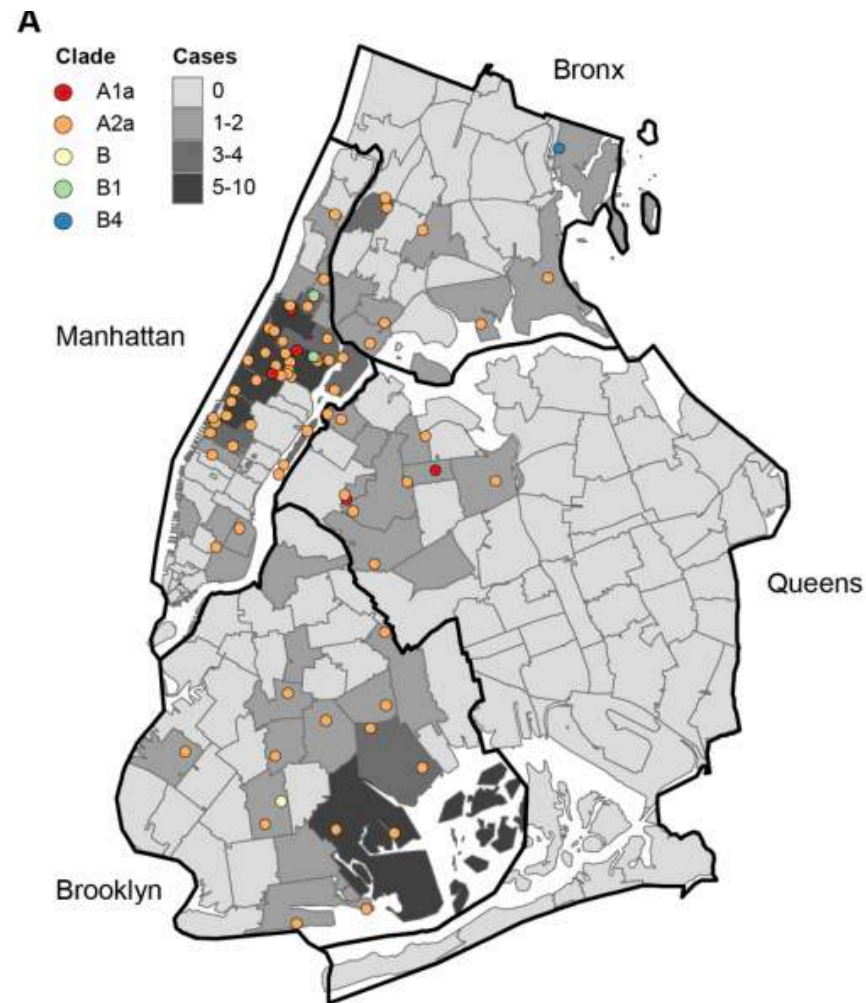 A
Clade
A1a
A2a
B
B1
B4
Cases
0
1-2
3-4
5-10
Bronx
Manhattan
Queens
Brooklyn